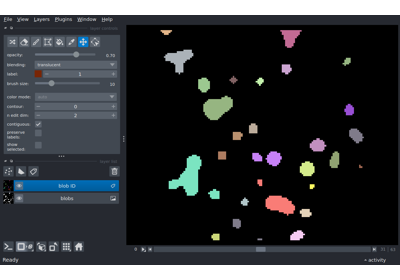 File View Layers Plugins Window Help
opacity: 0.70
blending: translucent
label: 1
brush size: 10
color mode:
contour: 0
n edit dim: 2
contiguous:
preserve labels:
show selected:
blob ID
blobs
Ready
activity